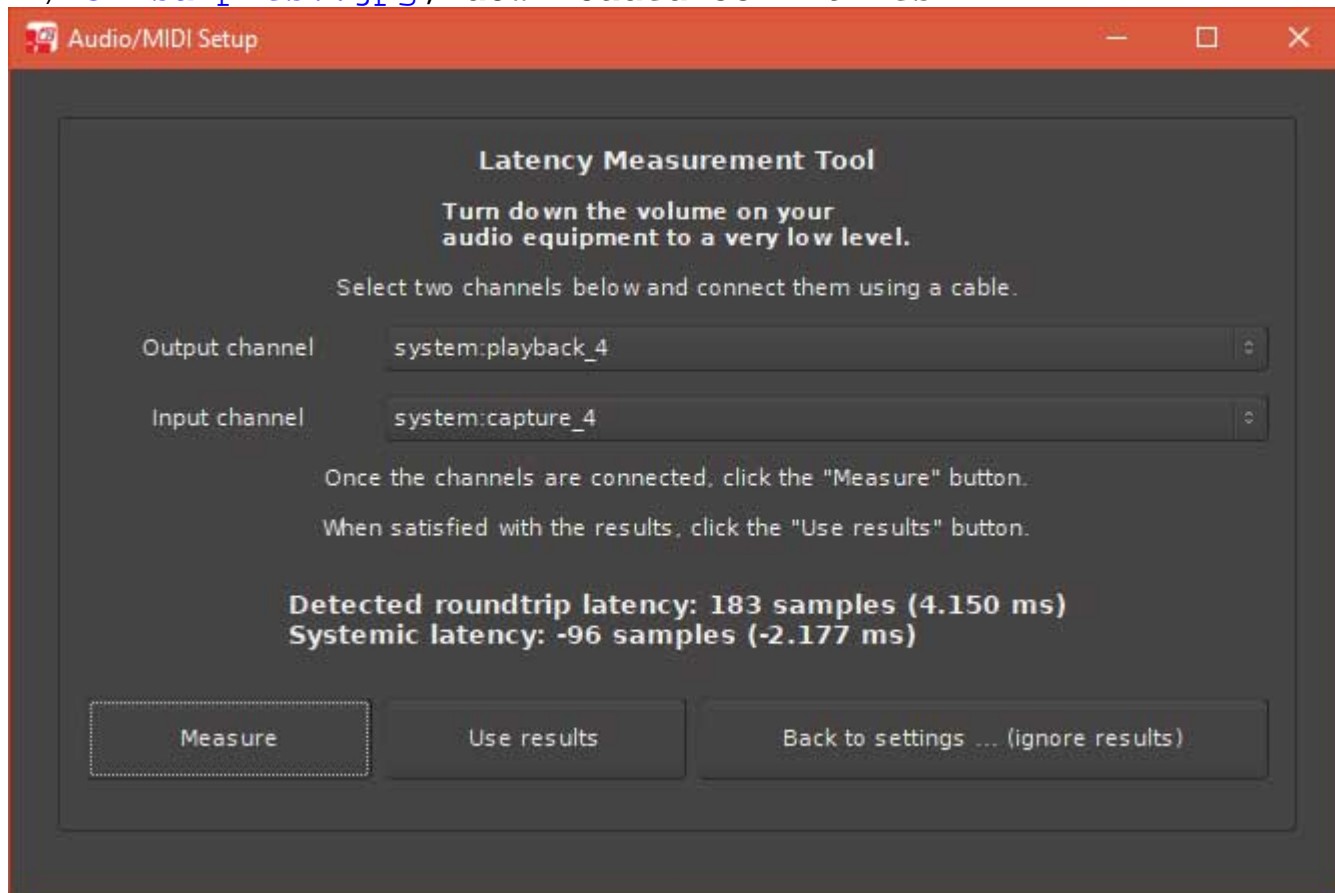 Audio/MIDI Setup
Latency Measurement Tool
Turn down the volume on your
audio equipment to a very low level.
Select two channels below and connect them using a cable.
Output channel system:playback_4
Input channel system:capture_4
Once the channels are connected, click the "Measure" button.
When satisfied with the results, click the "Use results" button.
Detected roundtrip latency: 183 samples (4.150 ms)
Systemic latency: -96 samples (-2.177 ms)
Measure Use results Back to settings ... (ignore results)